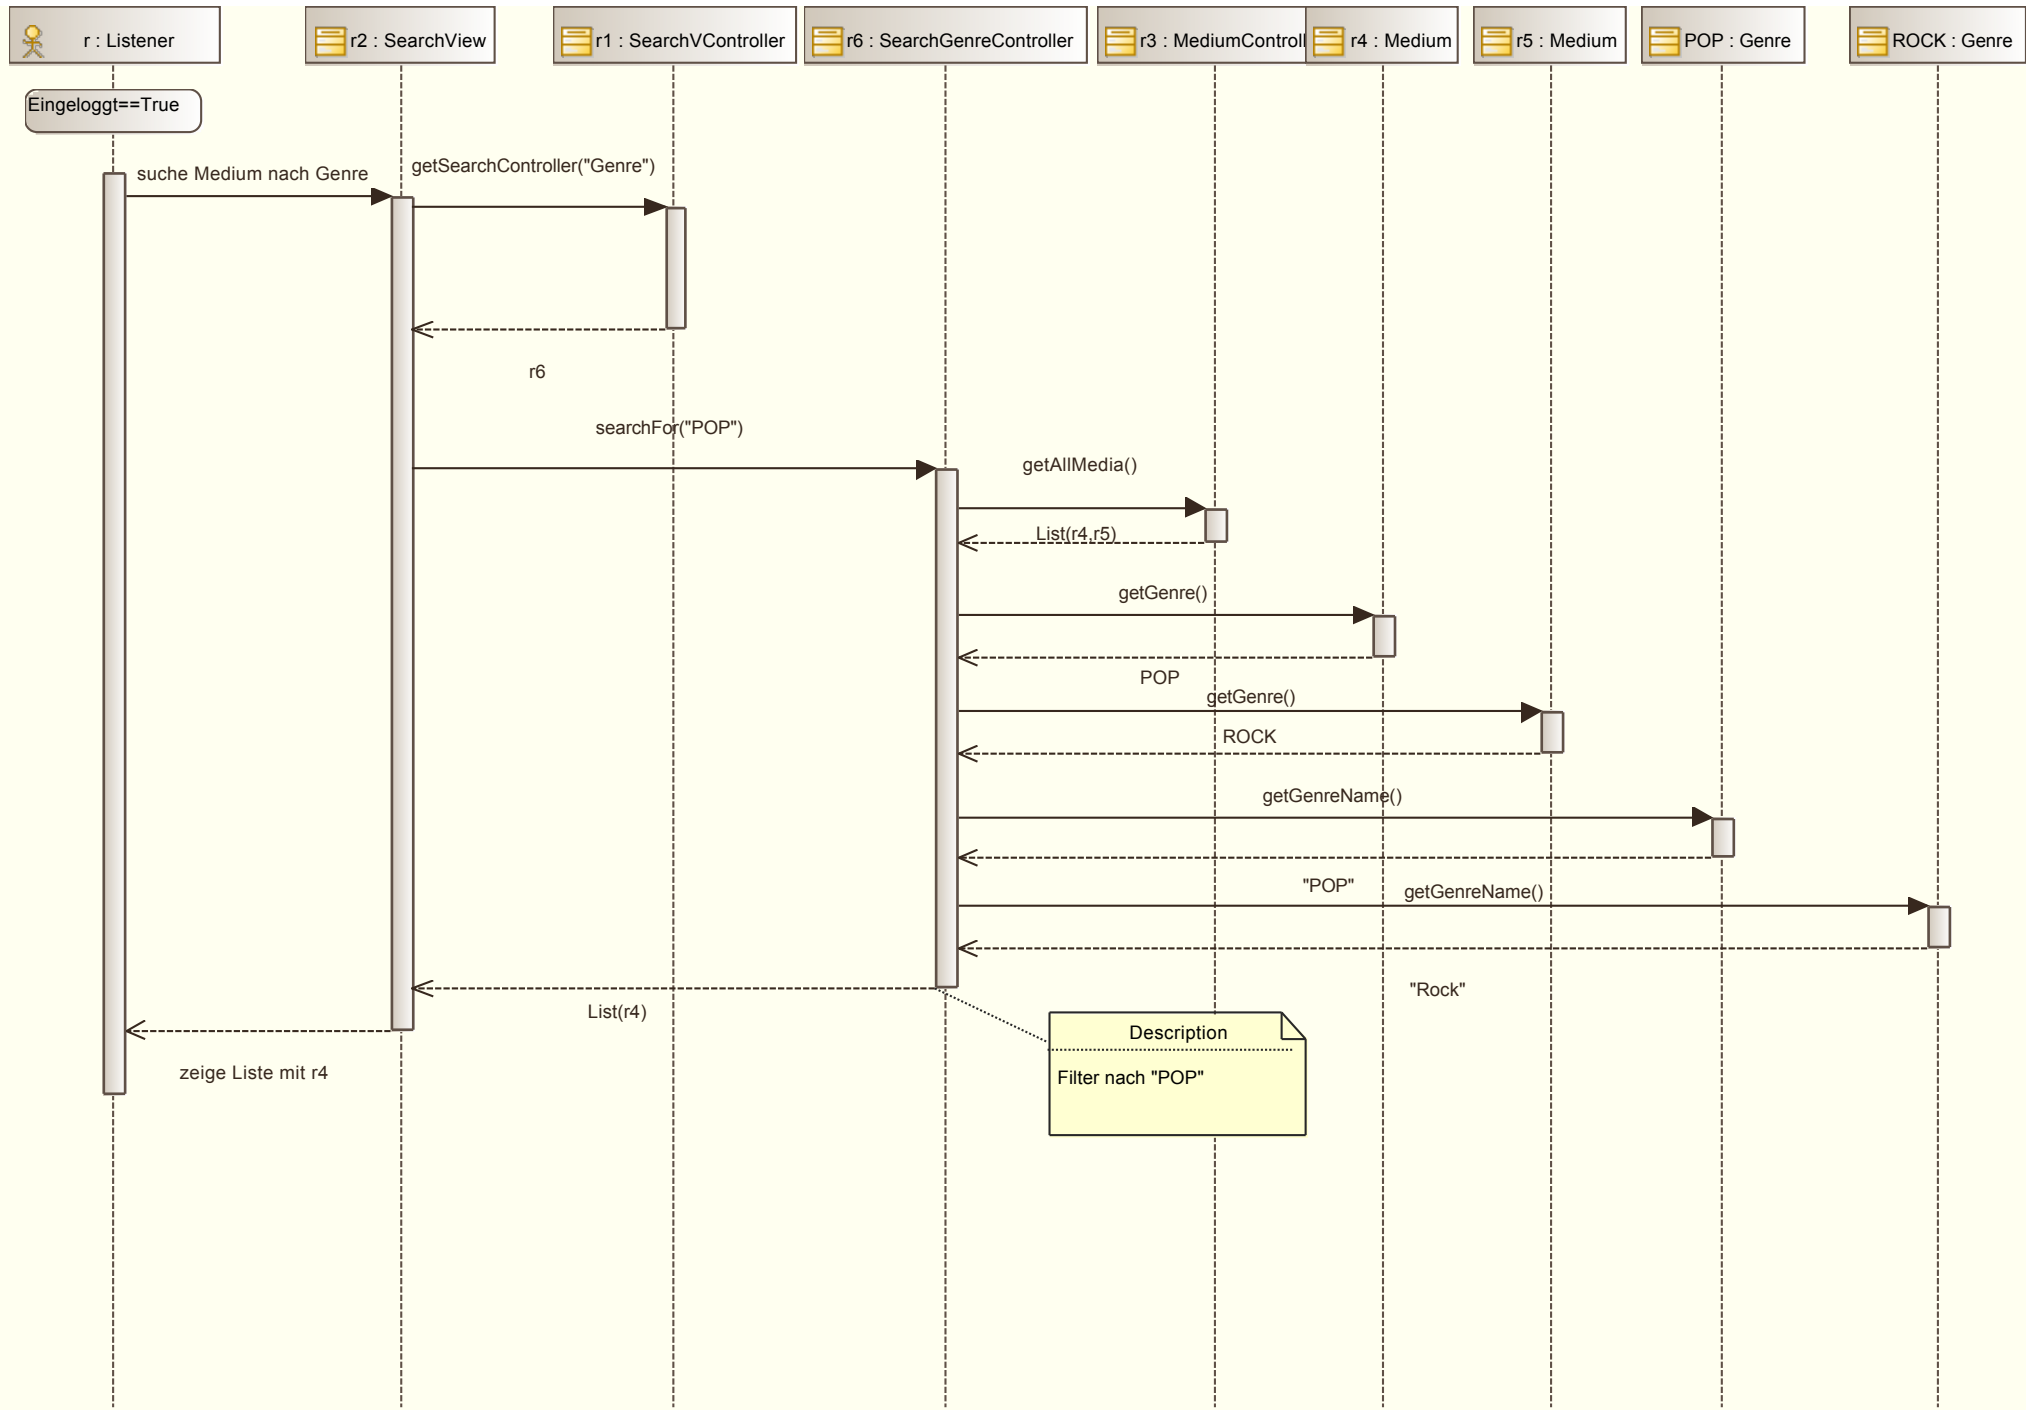 r : Listener
r2 : SearchView
r1 : SearchVController
r6 : SearchGenreController
r3 : MediumControll
r4 : Medium
r5 : Medium
POP : Genre
ROCK : Genre
Eingeloggt==True
suche Medium nach Genre
getSearchController("Genre")
r6
searchFor("POP")
getAllMedia()
List(r4,r5)
getGenre()
POP
getGenre()
ROCK
getGenreName()
"POP"
getGenreName()
"Rock"
List(r4)
Description
Filter nach "POP"
zeige Liste mit r4